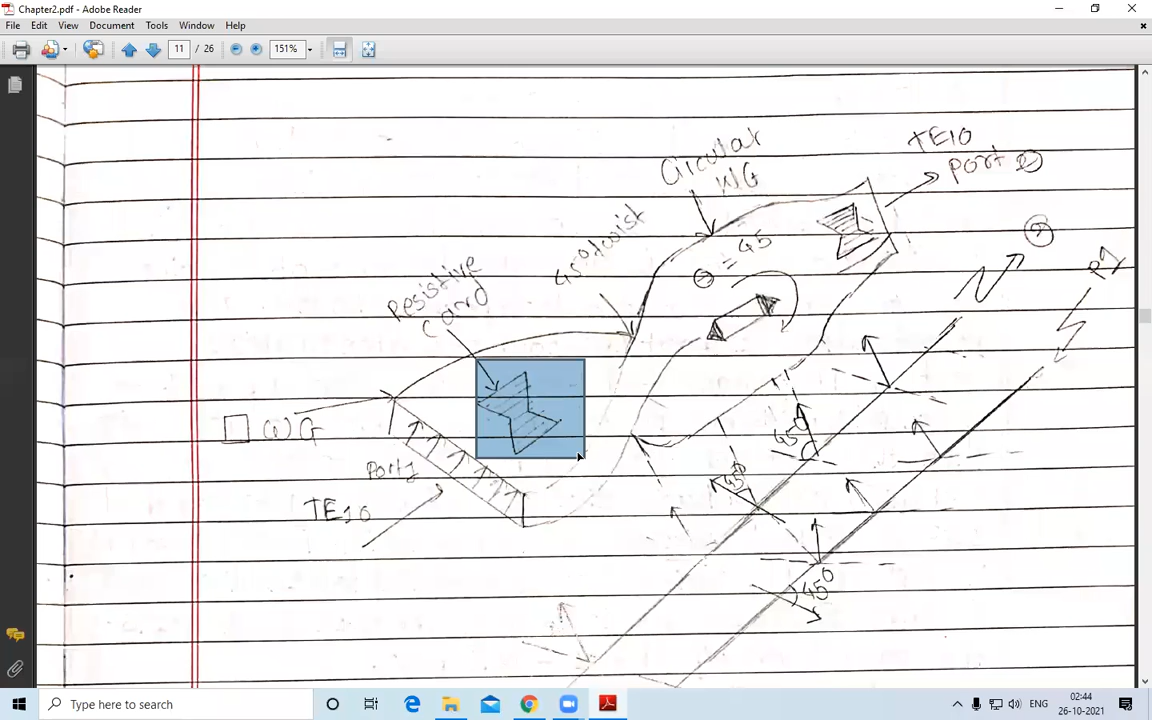 Chapter2.pdf - Adobe Reader
File Edit View Document Tools Window Help
11 / 26 151%
TE10
Port 2
Circular
WG
45° twist
Θ = 45
Resistive
Card
WG
Port 1
TE10
45°
45°
45°
Type here to search
ENG
02:44
26-10-2021